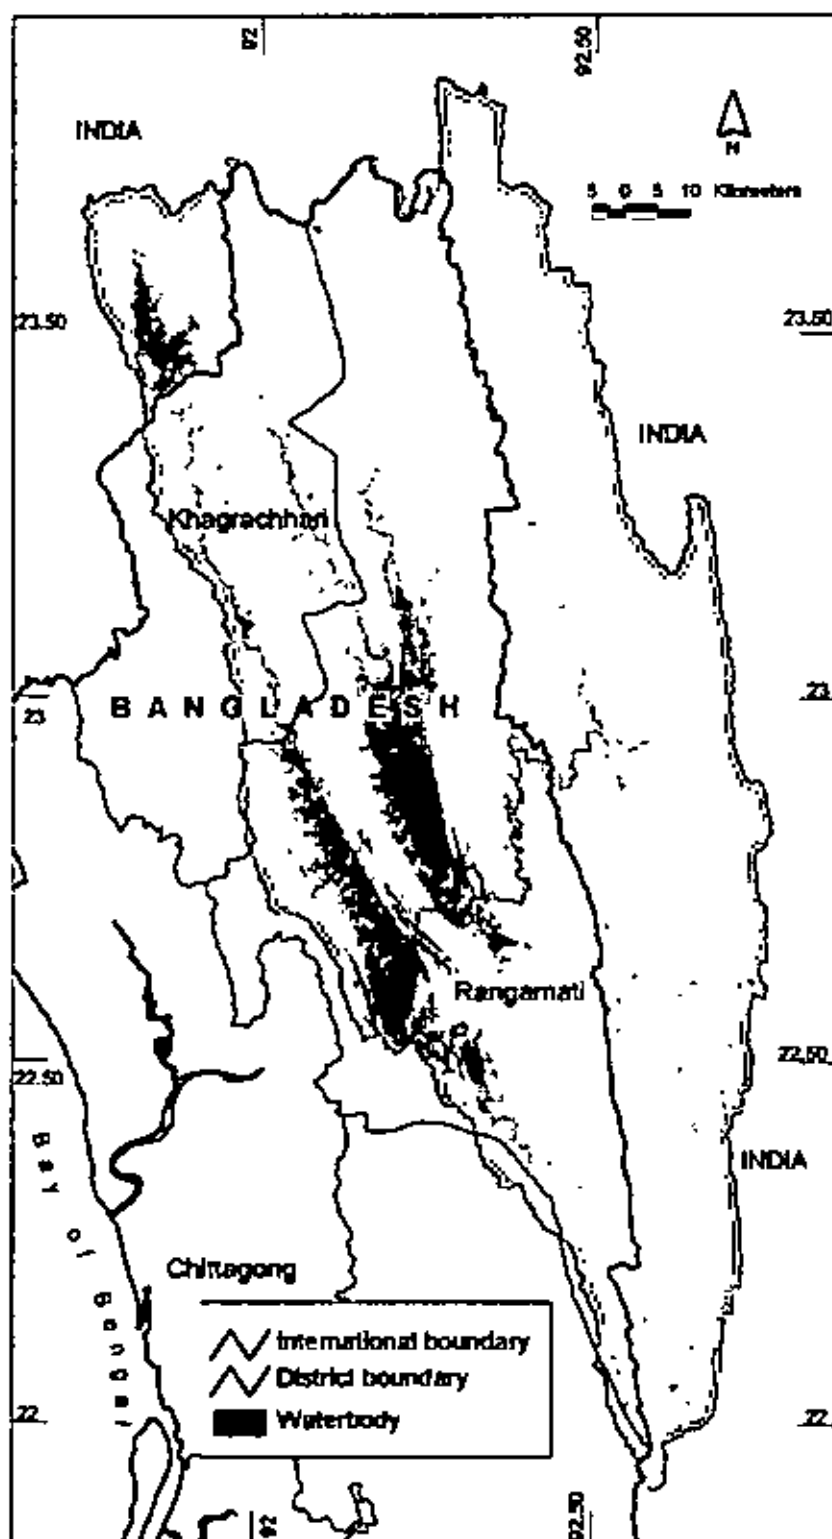 92
92.50
INDIA
N
5 0 5 10 Kilometers
23.50
23.50
INDIA
Khagrachhari
BANGLADESH
23
23
Rangamati
22.50
22.50
INDIA
Bay of Bengal
Chittagong
International boundary
District boundary
Waterbody
22
22
92
92.50